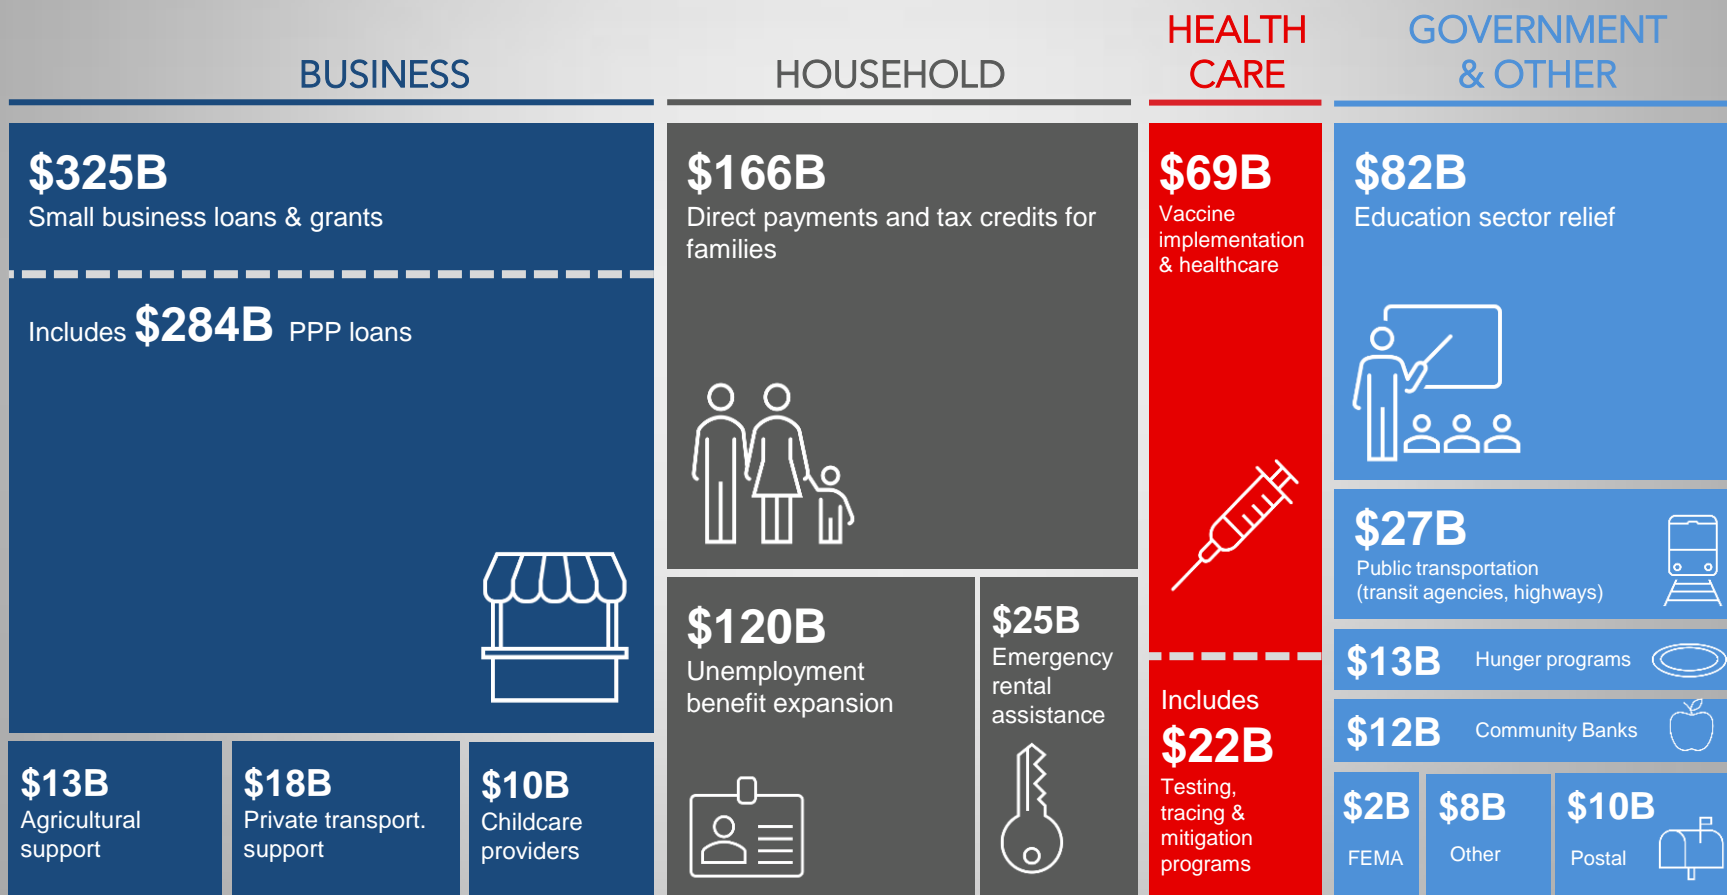 BUSINESS
HOUSEHOLD
HEALTH
CARE
GOVERNMENT
& OTHER
$325B
Small business loans & grants
Includes $284B PPP loans
$13B
Agricultural
support
$18B
Private transport.
support
$10B
Childcare
providers
$166B
Direct payments and tax credits for
families
$120B
Unemployment
benefit expansion
$25B
Emergency
rental
assistance
$69B
Vaccine
implementation
& healthcare
Includes
$22B
Testing,
tracing &
mitigation
programs
$82B
Education sector relief
$27B
Public transportation
(transit agencies, highways)
$13B Hunger programs
$12B Community Banks
$2B
FEMA
$8B
Other
$10B
Postal